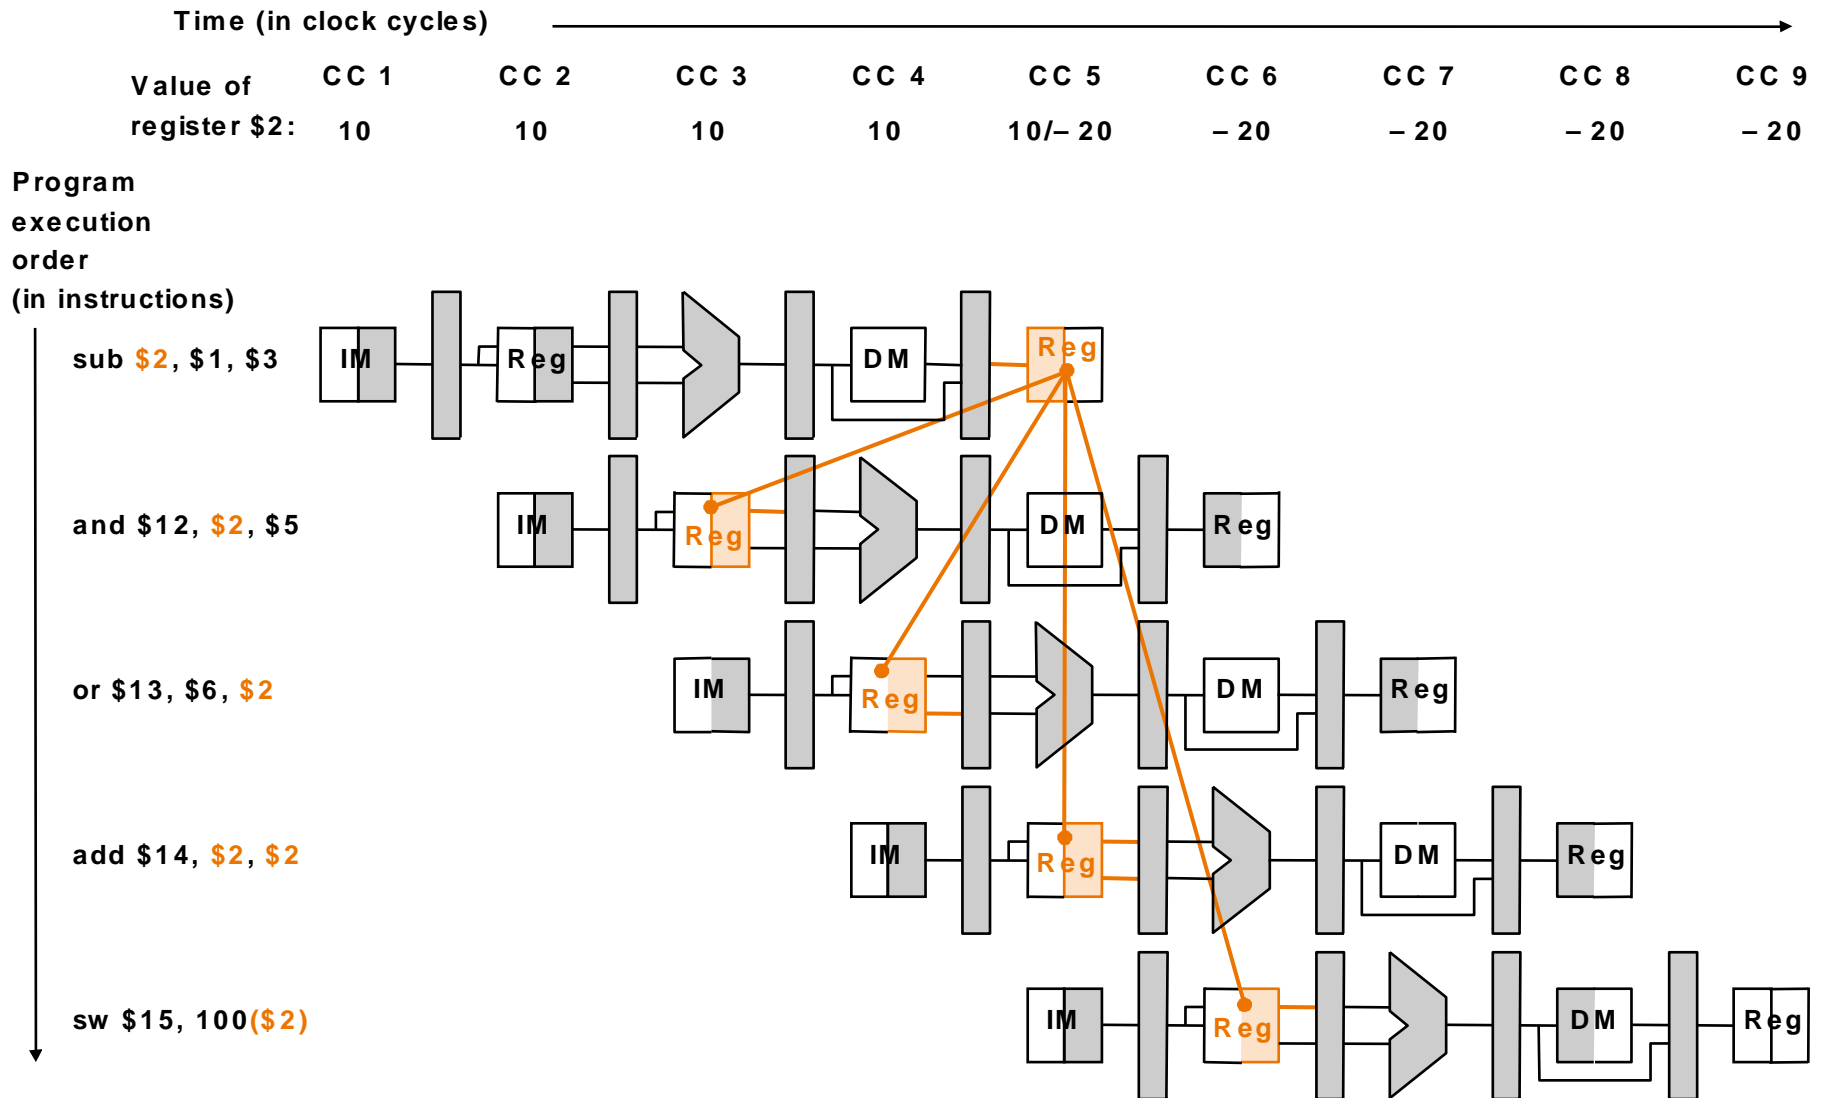 Time (in clock cycles)
CC 1 CC 2 CC 3 CC 4 CC 5 CC 6 CC 7 CC 8 CC 9
Value of
register $2: 10 10 10 10 10/– 20 – 20 – 20 – 20 – 20
Program
execution
order
(in instructions)
sub $2, $1, $3 IM Reg DM Reg
and $12, $2, $5 IM Reg DM Reg
or $13, $6, $2 IM Reg DM Reg
add $14, $2, $2 IM Reg DM Reg
sw $15, 100($2) IM Reg DM Reg